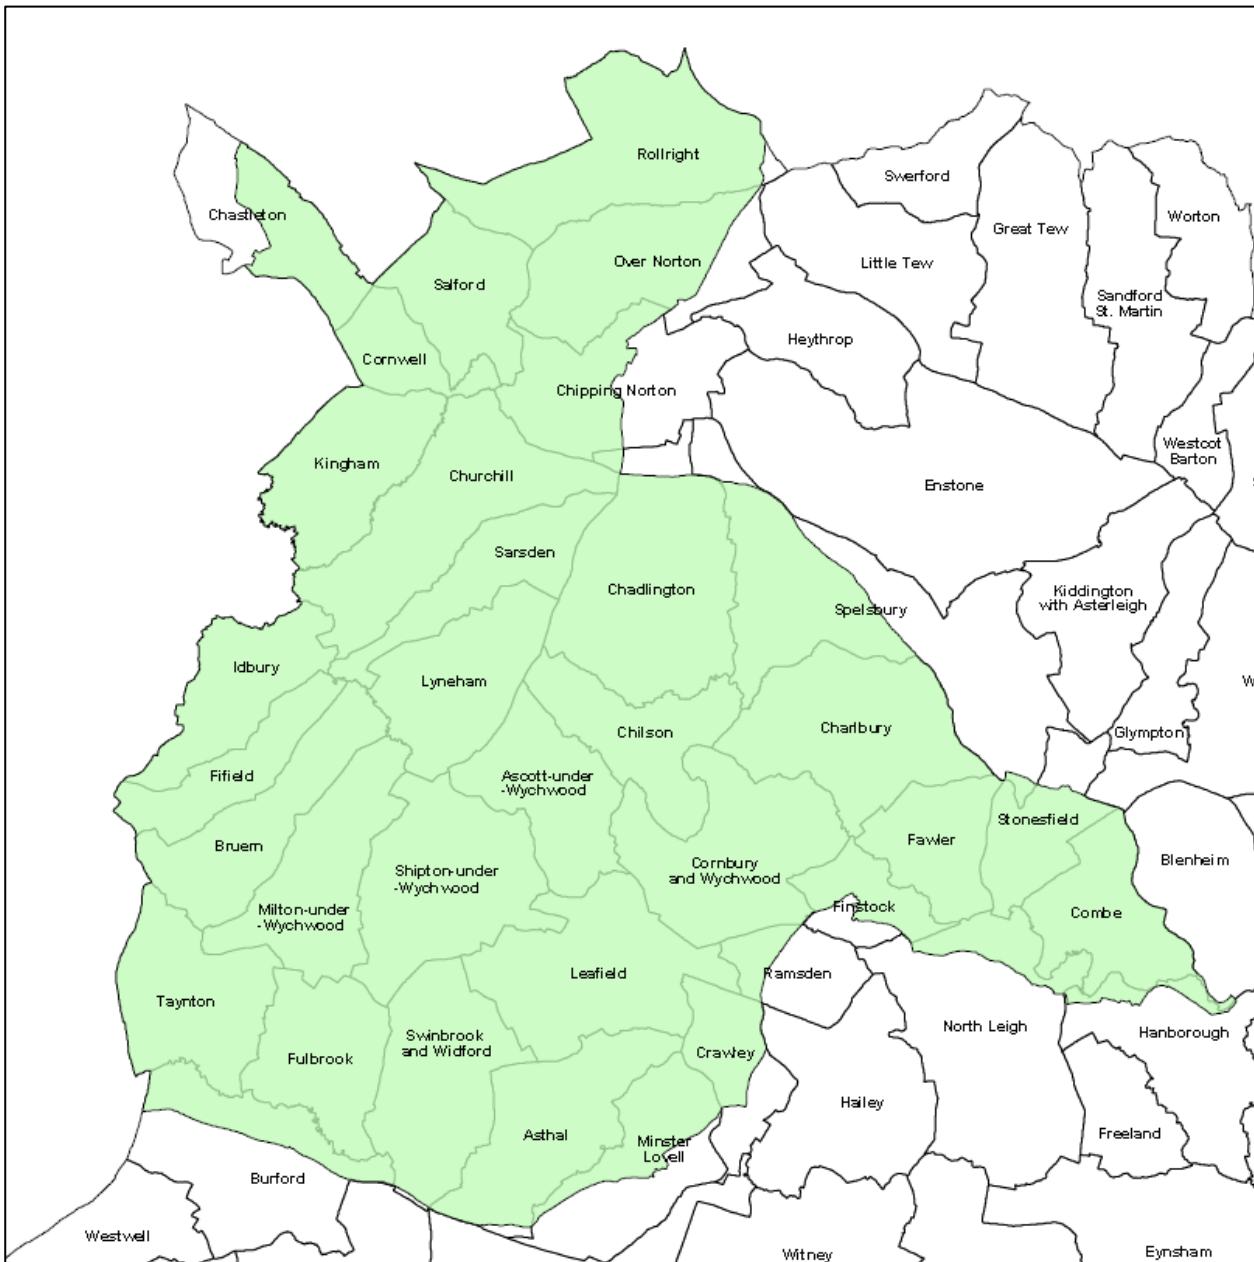 Rollright
Swerford
Chastleton
Worton
Great Tew
Over Norton
Little Tew
Salford
Sandford
St. Martin
Heythrop
Cornwell
Chipping Norton
Westcot
Barton
Kingham
Churchill
Enstone
Sarsden
Chadlington
Kiddington
with Asterleigh
Spelsbury
Idbury
Lyneham
W
Chilson
Charlbury
Glympton
Fifield
Ascott-under
-Wychwood
Stonesfield
Fawler
Bruern
Blenheim
Shipton-under
-Wychwood
Cornbury
and Wychwood
Milton-under
-Wychwood
Finstock
Combe
Leafield
Ramsden
Taynton
North Leigh
Hanborough
Swinbrook
and Widford
Fulbrook
Crawley
Hailey
Asthal
Freeland
Minster
Lovell
Burford
Westwell
Witney
Eynsham